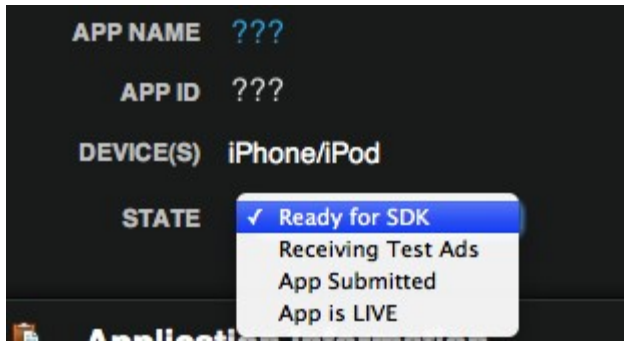 APP NAME ???
APP ID ???
DEVICE(S) iPhone/iPod
STATE ✓ Ready for SDK
Receiving Test Ads
App Submitted
App is LIVE